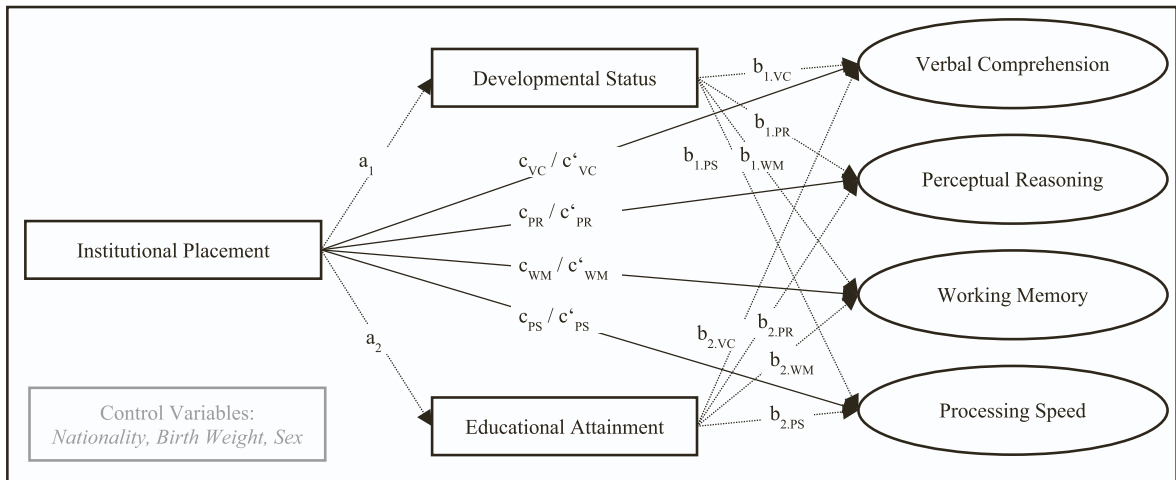 Developmental Status
Verbal Comprehension
Perceptual Reasoning
Working Memory
Processing Speed
Institutional Placement
Educational Attainment
Control Variables:
Nationality, Birth Weight, Sex
a1
a2
b1.VC
b1.PR
b1.PS
b1.WM
cVC / c‘VC
cPR / c‘PR
cWM / c‘WM
cPS / c‘PS
b2.VC
b2.PR
b2.WM
b2.PS